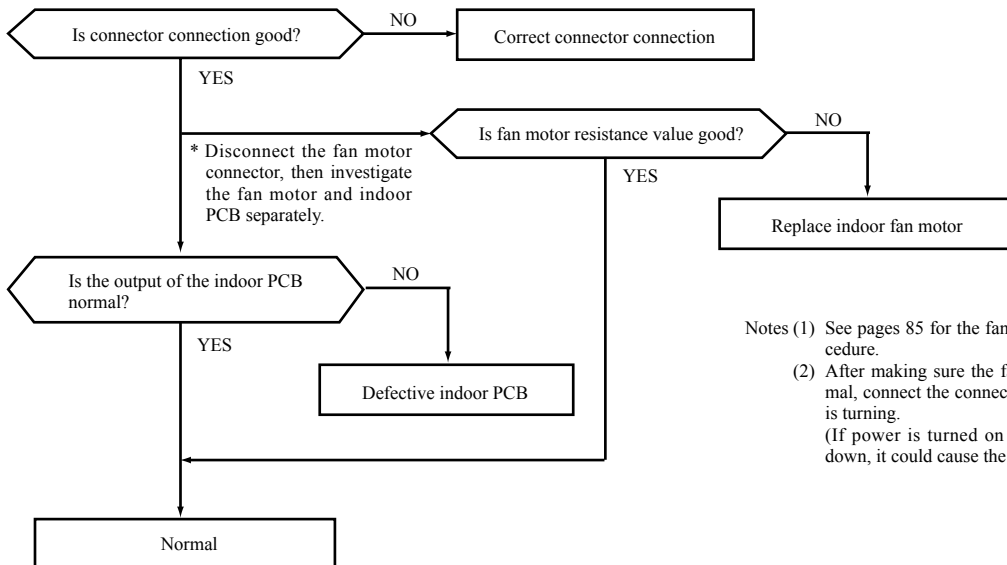 Is connector connection good?
NO
Correct connector connection
YES
Is fan motor resistance value good?
NO
* Disconnect the fan motor
connector, then investigate
the fan motor and indoor
PCB separately.
YES
Replace indoor fan motor
Is the output of the indoor PCB
normal?
NO
YES
Defective indoor PCB
Notes (1) See pages 85 for the fan
cedure.
(2) After making sure the f
mal, connect the connec
is turning.
(If power is turned on
down, it could cause the
Normal